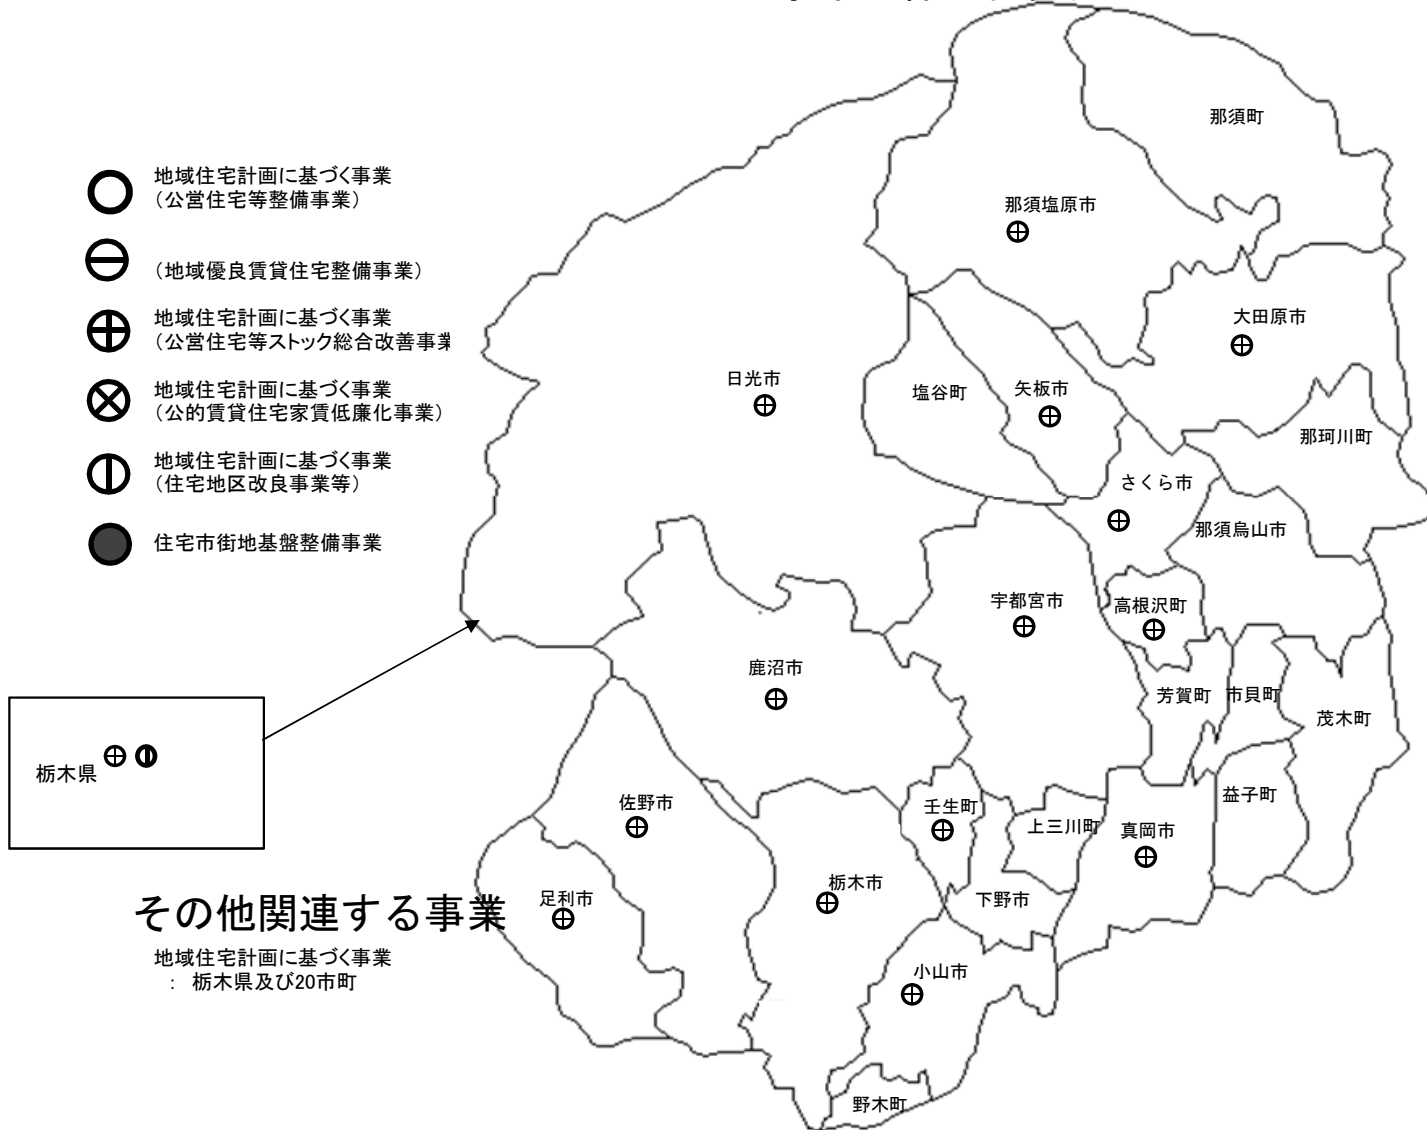 地域住宅計画に基づく事業
（公営住宅等整備事業）
（地域優良賃貸住宅整備事業）
地域住宅計画に基づく事業
（公営住宅等ストック総合改善事業
地域住宅計画に基づく事業
（公的賃貸住宅家賃低廉化事業）
地域住宅計画に基づく事業
（住宅地区改良事業等）
住宅市街地基盤整備事業
那須町
那須塩原市
大田原市
日光市
塩谷町
矢板市
那珂川町
さくら市
那須烏山市
宇都宮市
高根沢町
鹿沼市
芳賀町
市貝町
茂木町
栃木県
佐野市
壬生町
上三川町
真岡市
益子町
足利市
栃木市
下野市
小山市
野木町
その他関連する事業
地域住宅計画に基づく事業
： 栃木県及び20市町